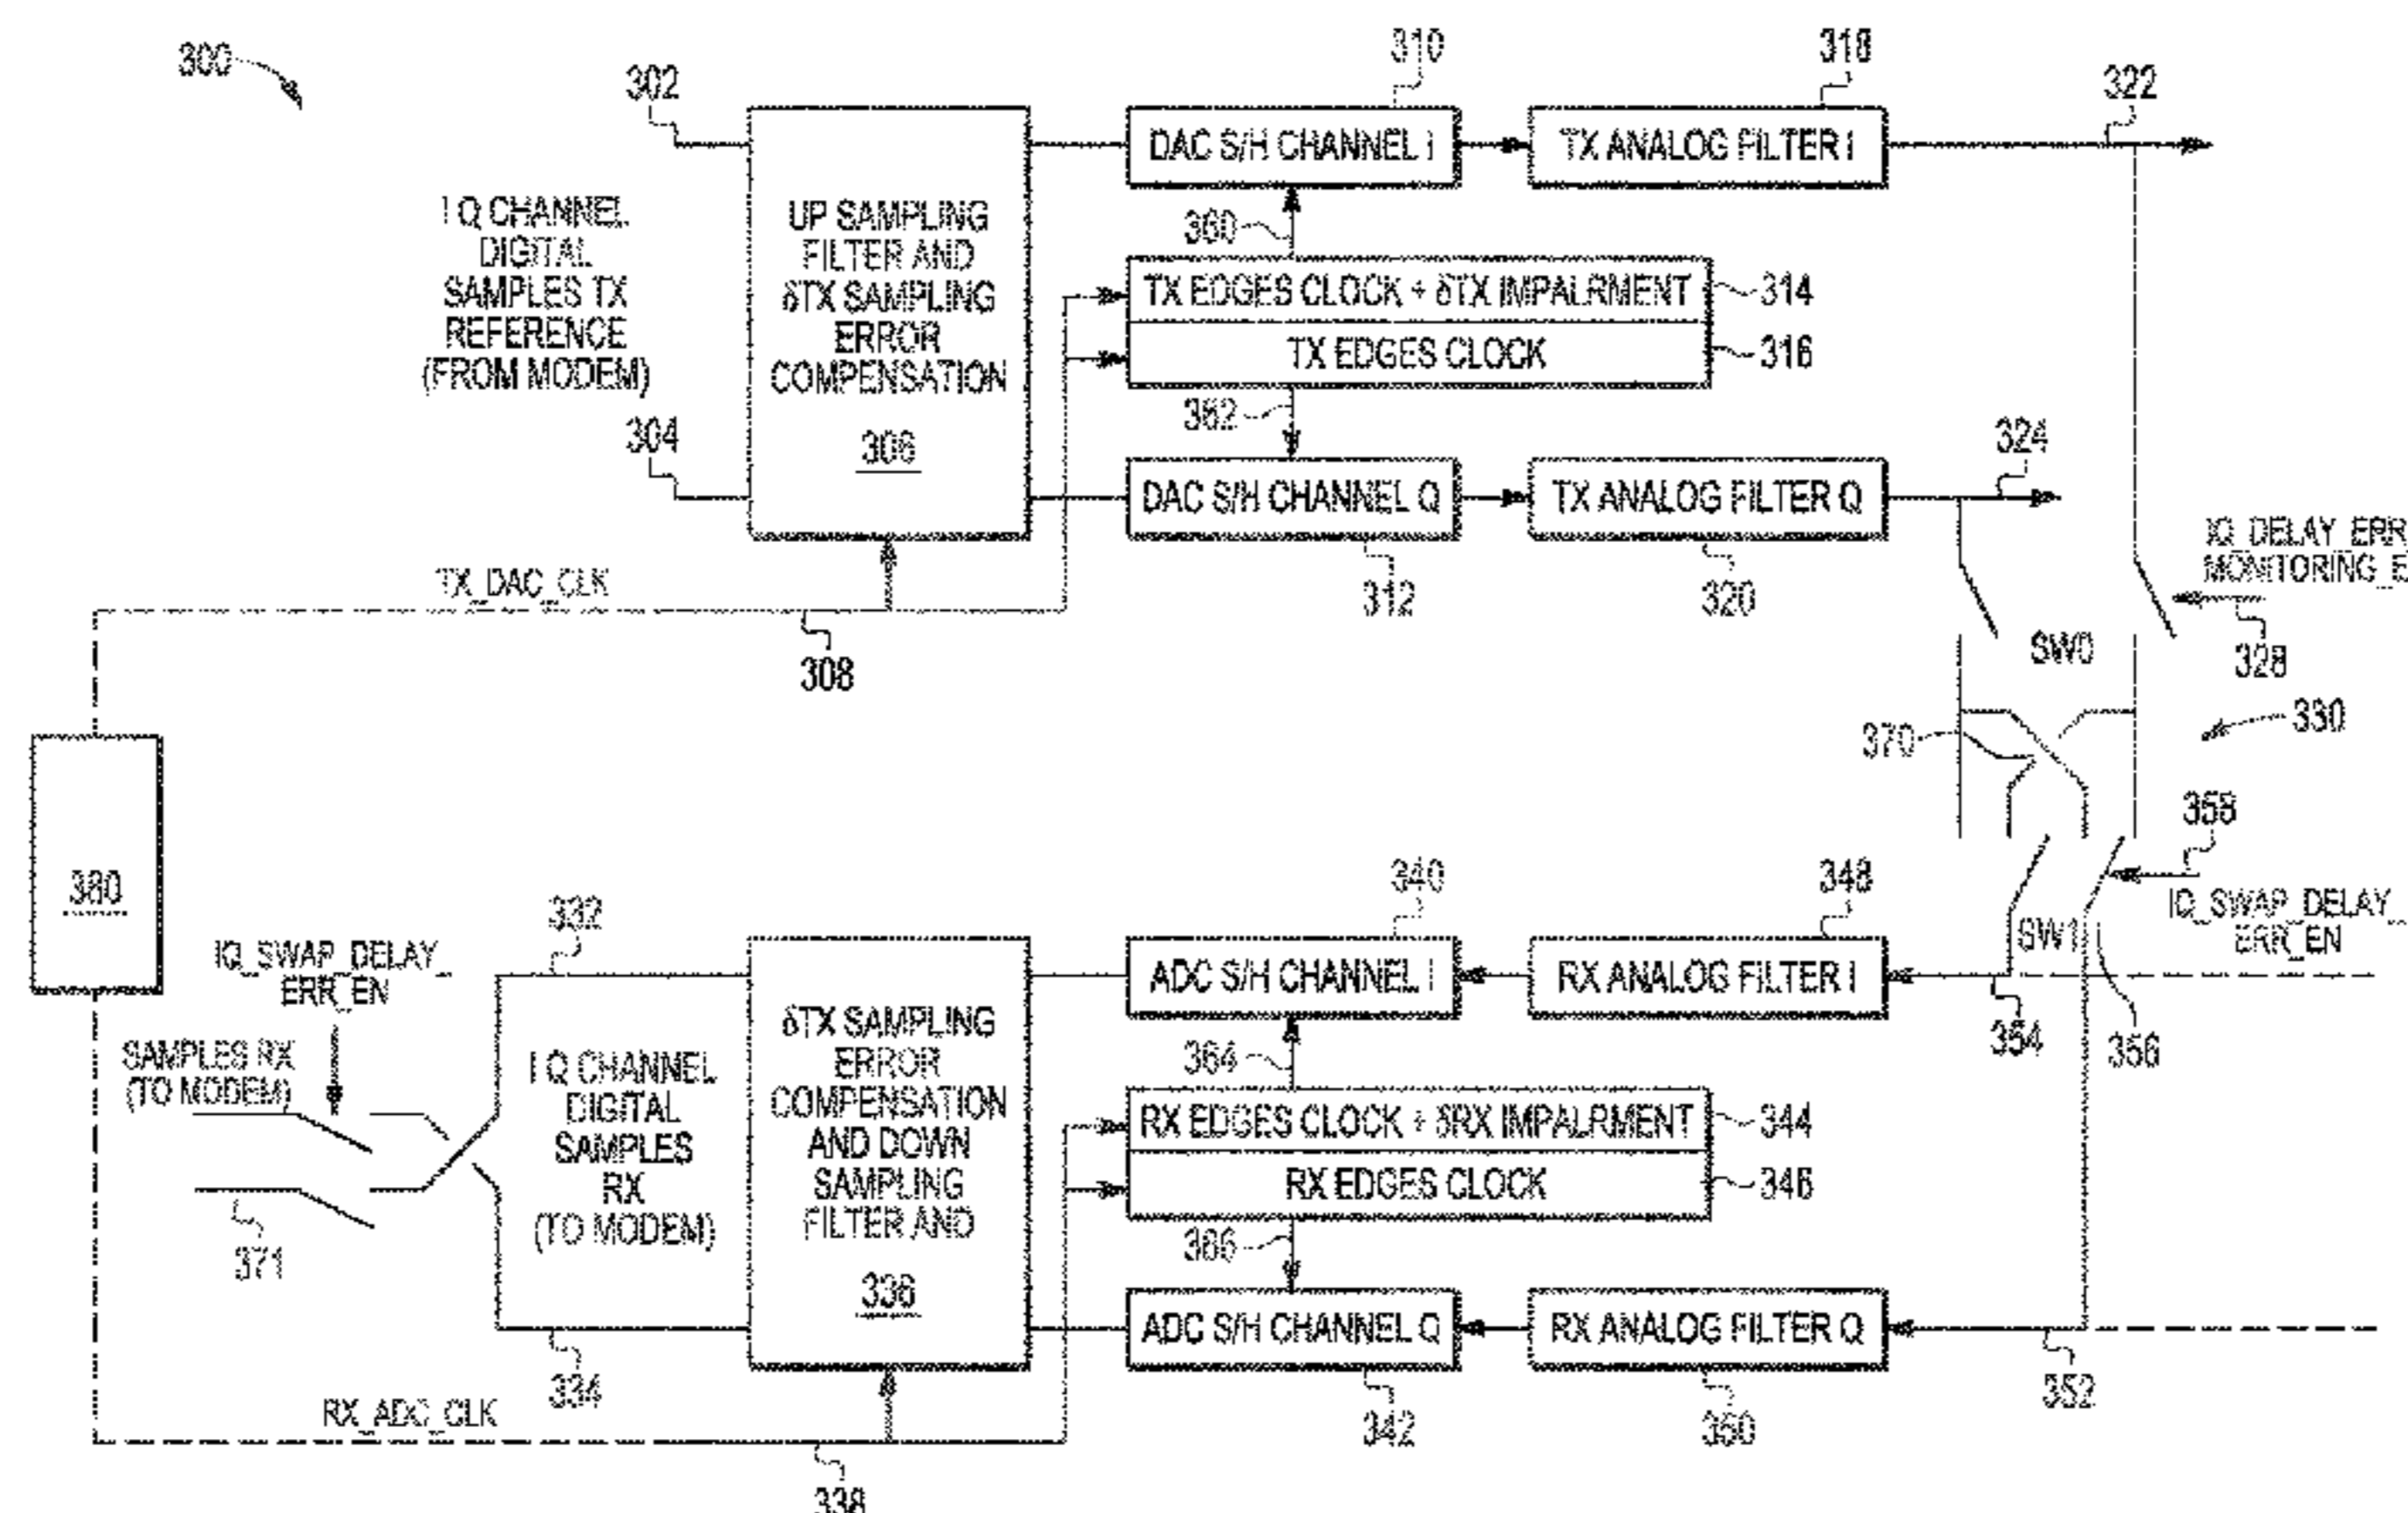 300
302
I Q CHANNEL
DIGITAL
SAMPLES TX
REFERENCE
(FROM MODEM)
304
UP SAMPLING
FILTER AND
δTX SAMPLING
ERROR
COMPENSATION
306
310
DAC S/H CHANNEL I
318
TX ANALOG FILTER I
322
360
TX EDGES CLOCK + δTX IMPALRMENT
314
TX EDGES CLOCK
316
362
DAC S/H CHANNEL Q
312
TX ANALOG FILTER Q
320
324
IQ_DELAY_ERR
MONITORING_E
328
SW0
TX_DAC_CLK
308
330
370
358
IQ_SWAP_DELAY_
ERR_EN
SW1
356
354
380
IQ_SWAP_DELAY_
ERR_EN
SAMPLES RX
(TO MODEM)
371
332
I Q CHANNEL
DIGITAL
SAMPLES
RX
(TO MODEM)
334
δTX SAMPLING
ERROR
COMPENSATION
AND DOWN
SAMPLING
FILTER AND
336
340
ADC S/H CHANNEL I
348
RX ANALOG FILTER I
364
RX EDGES CLOCK + δRX IMPALRMENT
344
RX EDGES CLOCK
346
366
ADC S/H CHANNEL Q
342
RX ANALOG FILTER Q
350
352
RX_ADC_CLK
338